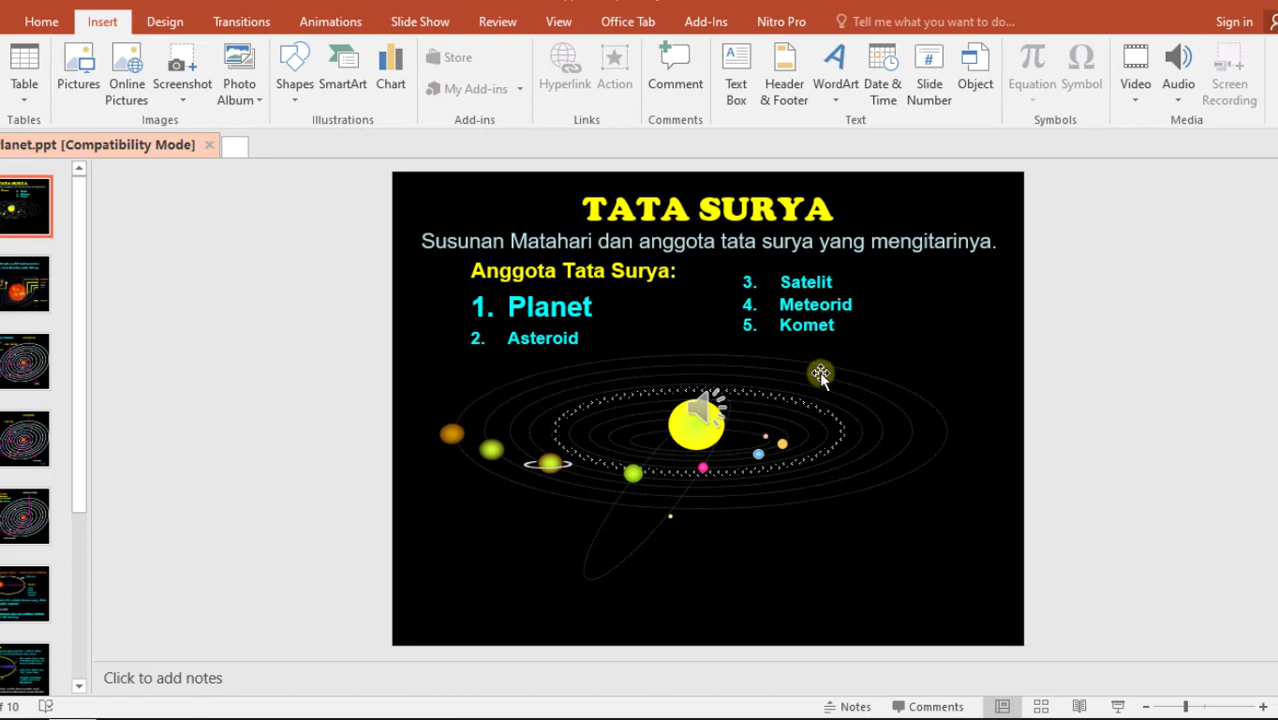 Home Insert Design Transitions Animations Slide Show Review View Office Tab Add-Ins Nitro Pro Tell me what you want to do... Sign in
Table
Pictures
Online Pictures
Screenshot
Photo Album
Shapes
SmartArt
Chart
Store
My Add-ins
Hyperlink
Action
Comment
Text Box
Header & Footer
WordArt
Date & Time
Slide Number
Object
Equation
Symbol
Video
Audio
Screen Recording
Tables Images Illustrations Add-ins Links Comments Text Symbols Media
lanet.ppt [Compatibility Mode]
TATA SURYA
Susunan Matahari dan anggota tata surya yang mengitarinya.
Anggota Tata Surya:
1. Planet
2. Asteroid
3. Satelit
4. Meteorid
5. Komet
Click to add notes
of 10 Notes Comments